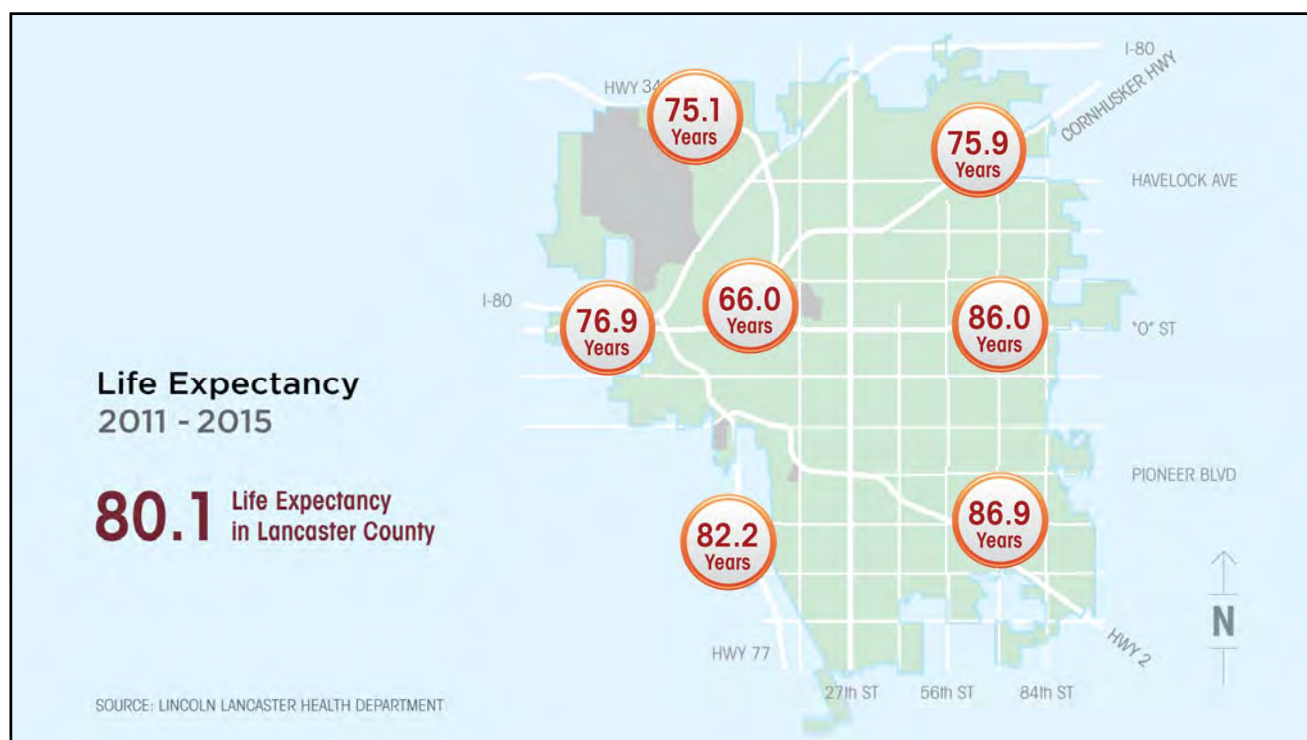 I-80
HWY 34
CORNHUSKER HWY
75.1
Years
75.9
Years
HAVELOCK AVE
I-80
66.0
Years
76.9
Years
86.0
Years
"O" ST
Life Expectancy
2011 - 2015
80.1 Life Expectancy
in Lancaster County
PIONEER BLVD
86.9
Years
82.2
Years
N
HWY 77
HWY 2
27th ST 56th ST 84th ST
SOURCE: LINCOLN LANCASTER HEALTH DEPARTMENT